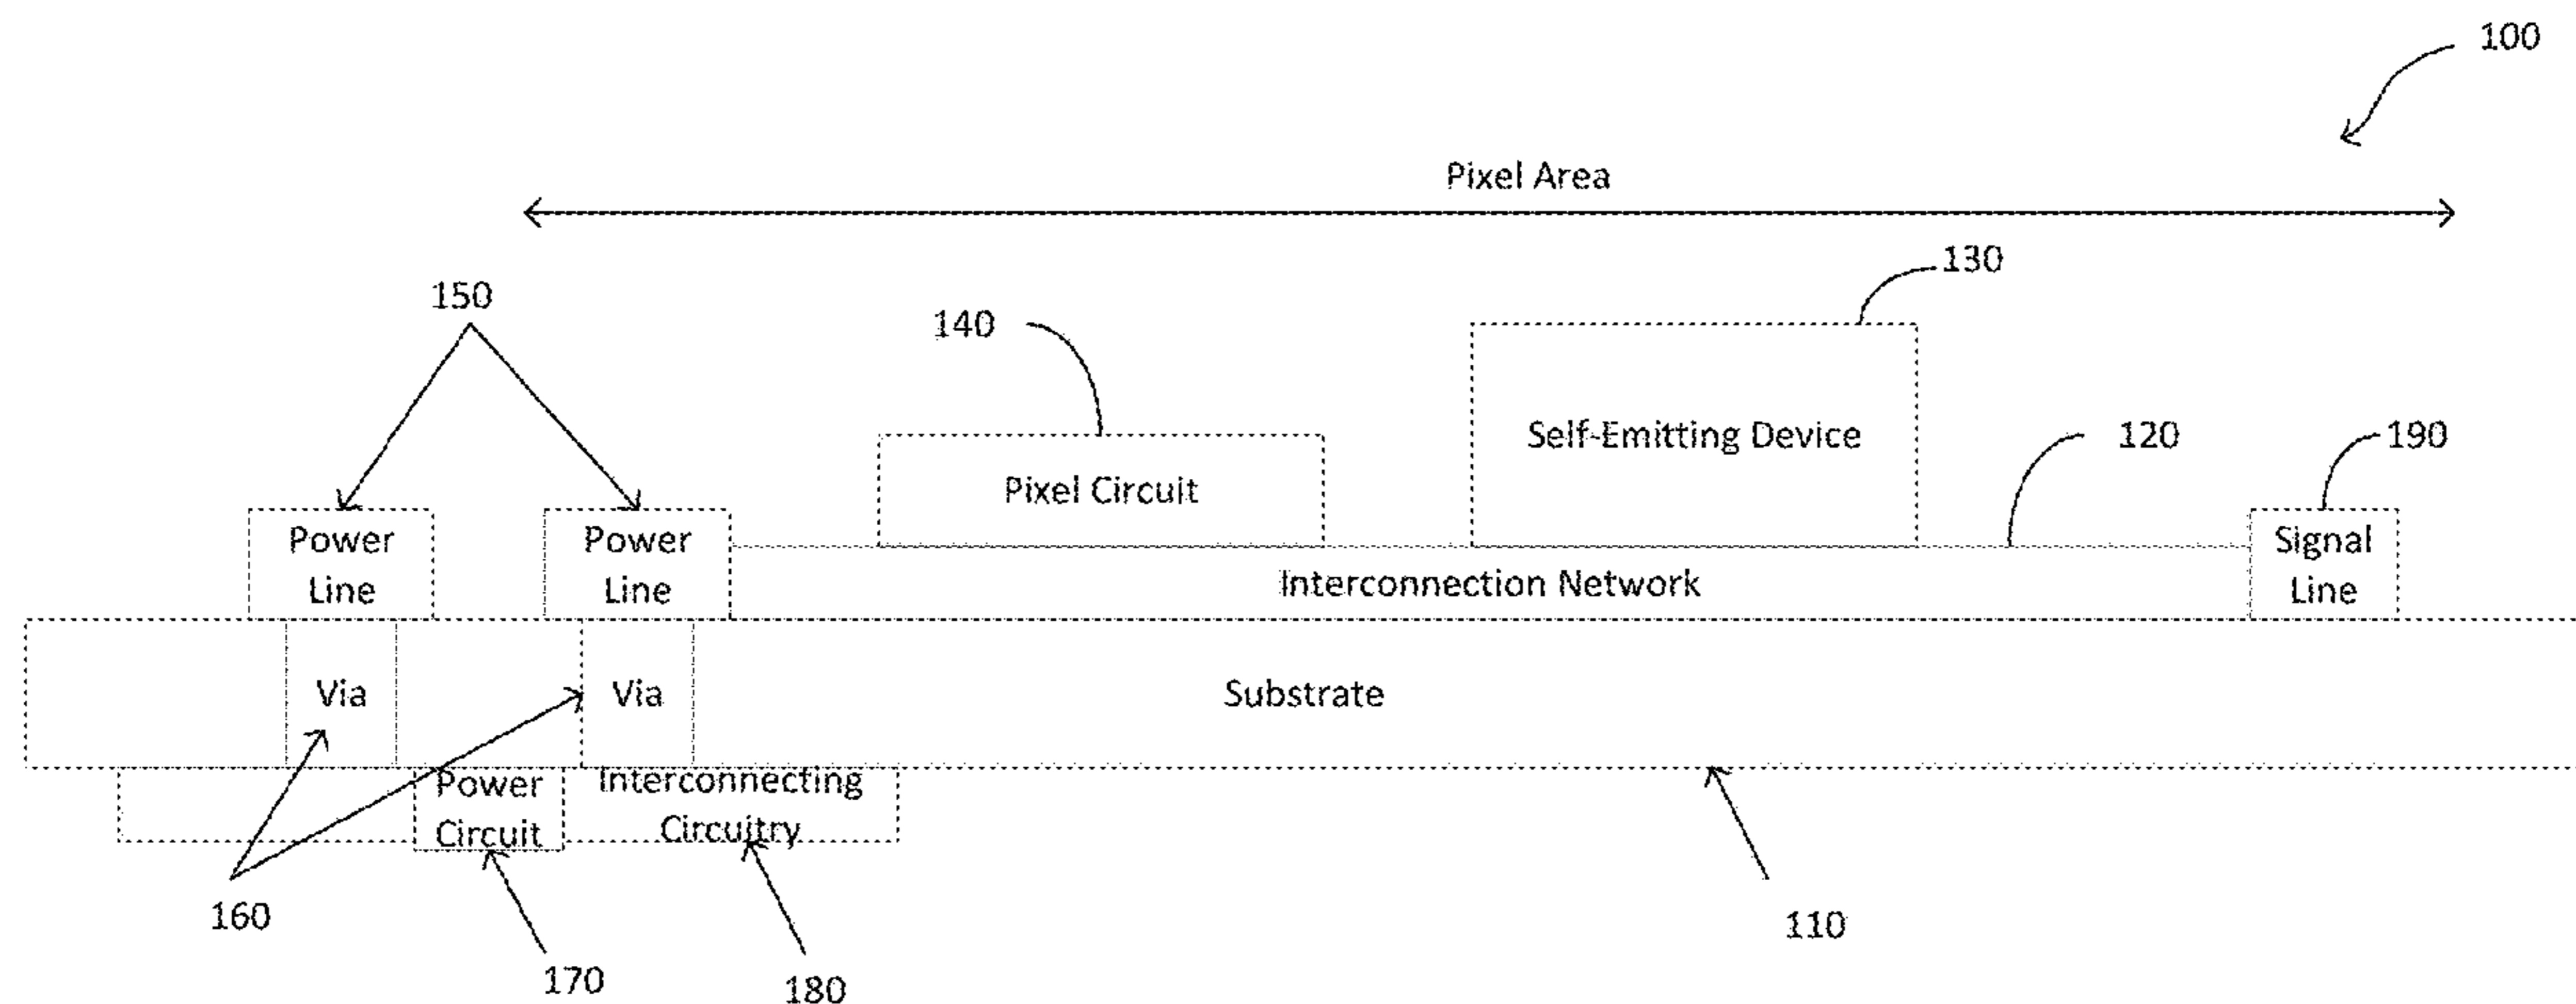 100
Pixel Area
130
150
140
Self-Emitting Device
120
190
Pixel Circuit
Power
Line
Power
Line
Signal
Line
Interconnection Network
Via
Via
Substrate
Power
Circuit
Interconnecting
Circuitry
160
170
180
110